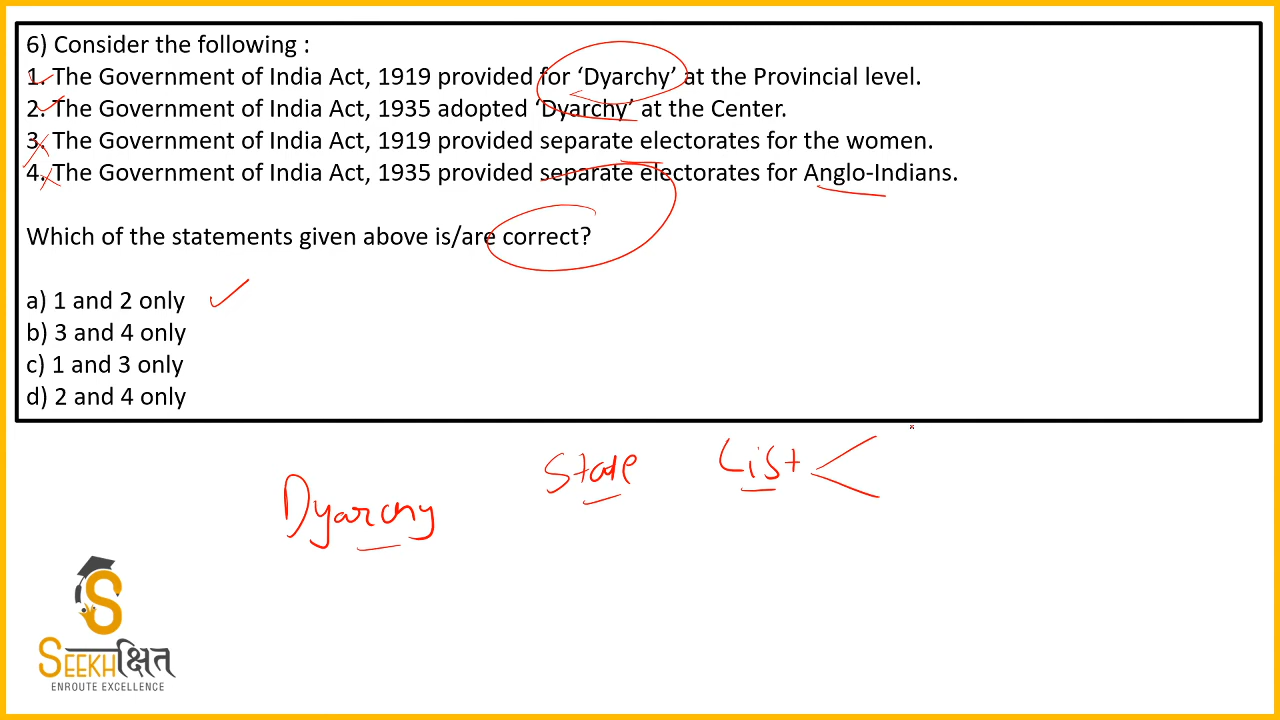 6) Consider the following :
1. The Government of India Act, 1919 provided for ‘Dyarchy’ at the Provincial level.
2. The Government of India Act, 1935 adopted ‘Dyarchy’ at the Center.
3. The Government of India Act, 1919 provided separate electorates for the women.
4. The Government of India Act, 1935 provided separate electorates for Anglo-Indians.
Which of the statements given above is/are correct?
a) 1 and 2 only
b) 3 and 4 only
c) 1 and 3 only
d) 2 and 4 only
State List
Dyarchy
S
SEEKHक्षित
ENROUTE EXCELLENCE